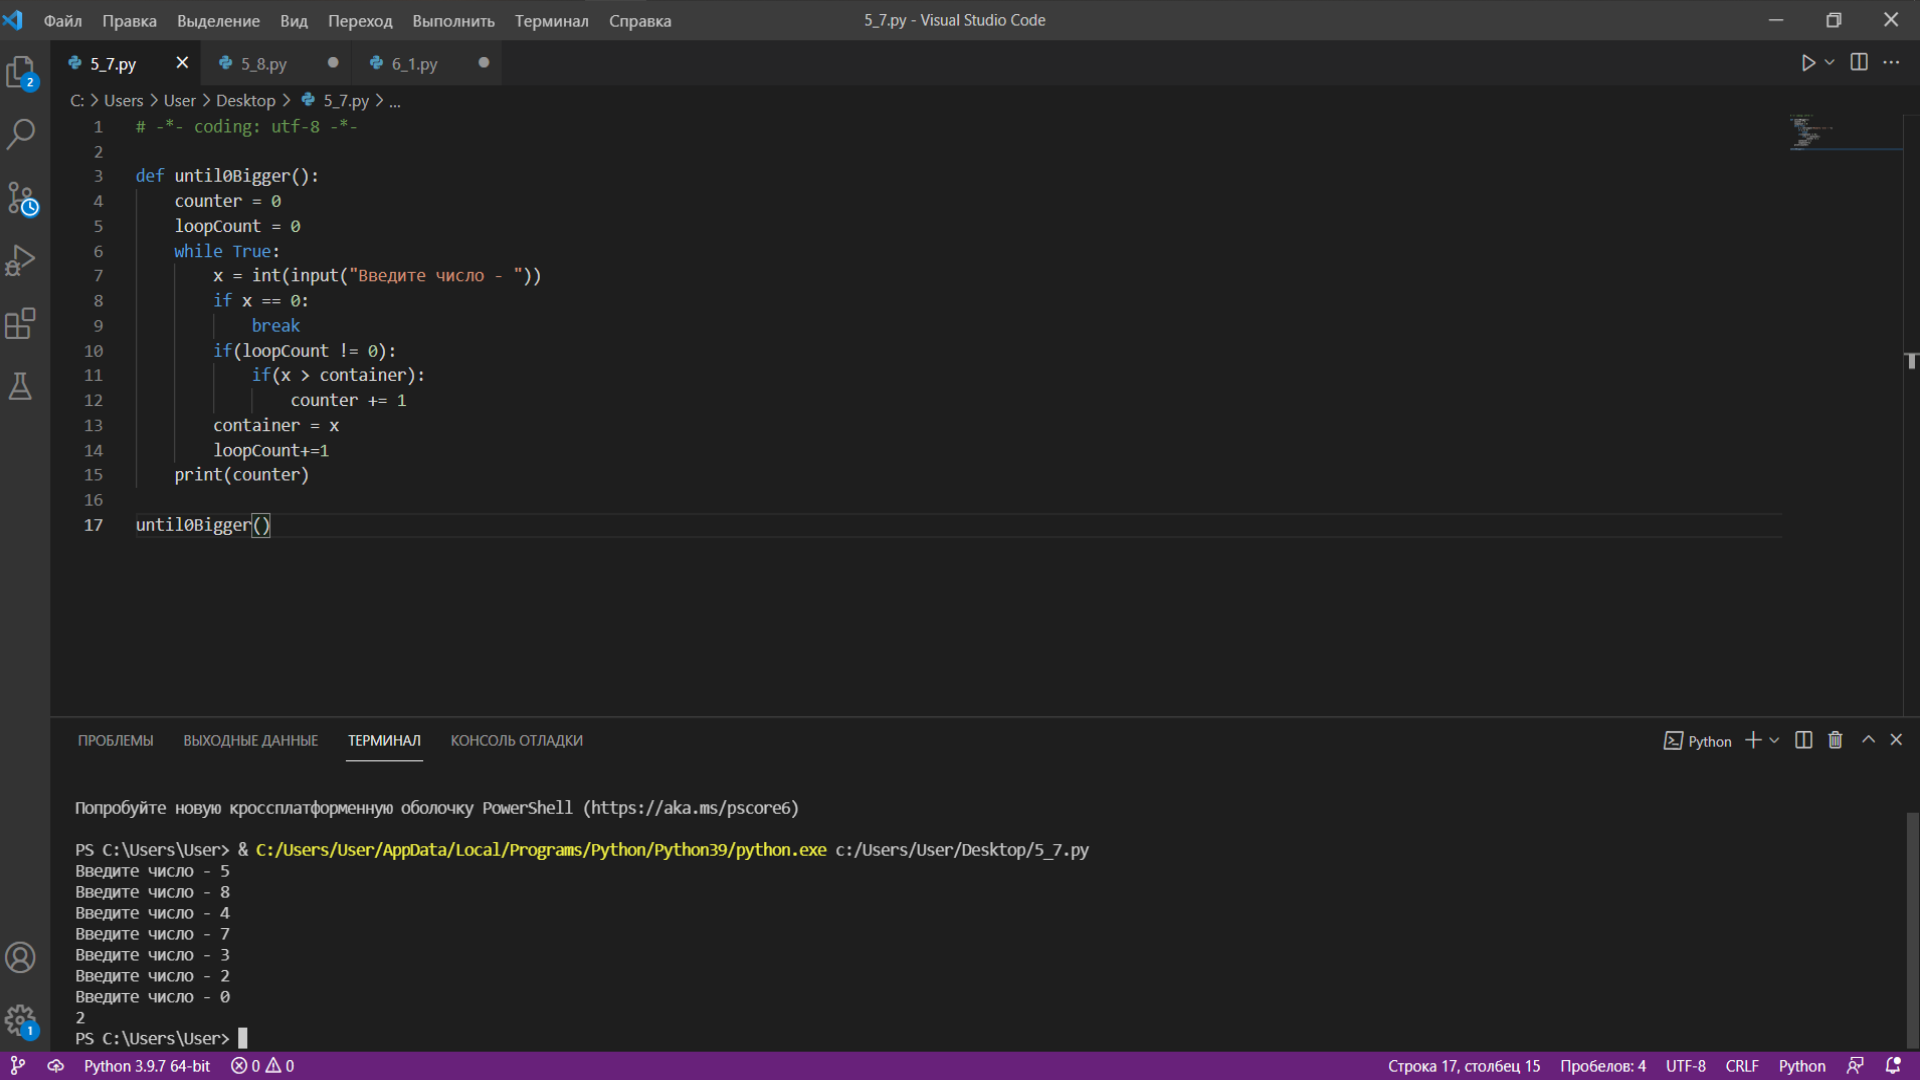 Файл Правка Выделение Вид Переход Выполнить Терминал Справка 5_7.py - Visual Studio Code
5_7.py 5_8.py 6_1.py
2
C: > Users > User > Desktop > 5_7.py > ...
1 # -*- coding: utf-8 -*-
2
3 def until0Bigger():
4 counter = 0
5 loopCount = 0
6 while True:
7 x = int(input("Введите число - "))
8 if x == 0:
9 break
10 if(loopCount != 0):
11 if(x > container):
12 counter += 1
13 container = x
14 loopCount+=1
15 print(counter)
16
17 until0Bigger()
ПРОБЛЕМЫ ВЫХОДНЫЕ ДАННЫЕ ТЕРМИНАЛ КОНСОЛЬ ОТЛАДКИ Python
Попробуйте новую кроссплатформенную оболочку PowerShell (https://aka.ms/pscore6)
PS C:\Users\User> & C:/Users/User/AppData/Local/Programs/Python/Python39/python.exe c:/Users/User/Desktop/5_7.py
Введите число - 5
Введите число - 8
Введите число - 4
Введите число - 7
Введите число - 3
Введите число - 2
Введите число - 0
2
PS C:\Users\User>
1
Python 3.9.7 64-bit 0 0 Строка 17, столбец 15 Пробелов: 4 UTF-8 CRLF Python